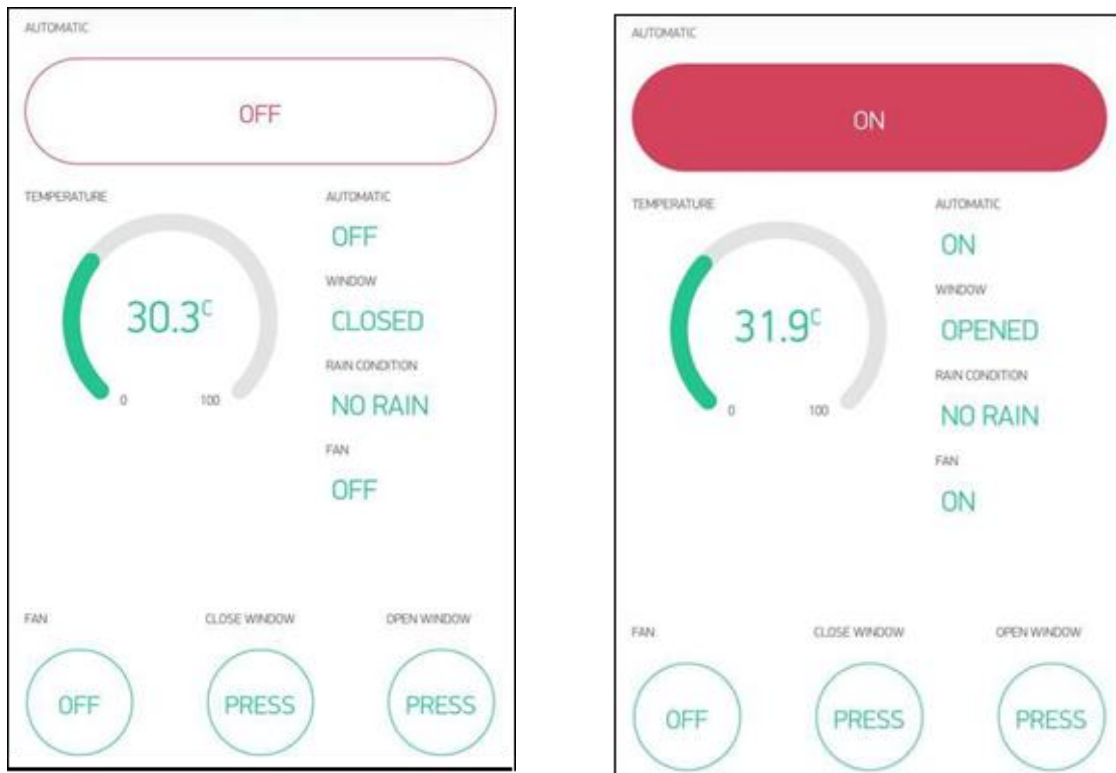 AUTOMATIC
OFF
TEMPERATURE
30.3C
0
100
AUTOMATIC
OFF
WINDOW
CLOSED
RAIN CONDITION
NO RAIN
FAN
OFF
FAN
CLOSE WINDOW
OPEN WINDOW
OFF
PRESS
PRESS
AUTOMATIC
ON
TEMPERATURE
31.9C
0
100
AUTOMATIC
ON
WINDOW
OPENED
RAIN CONDITION
NO RAIN
FAN
ON
FAN
CLOSE WINDOW
OPEN WINDOW
OFF
PRESS
PRESS